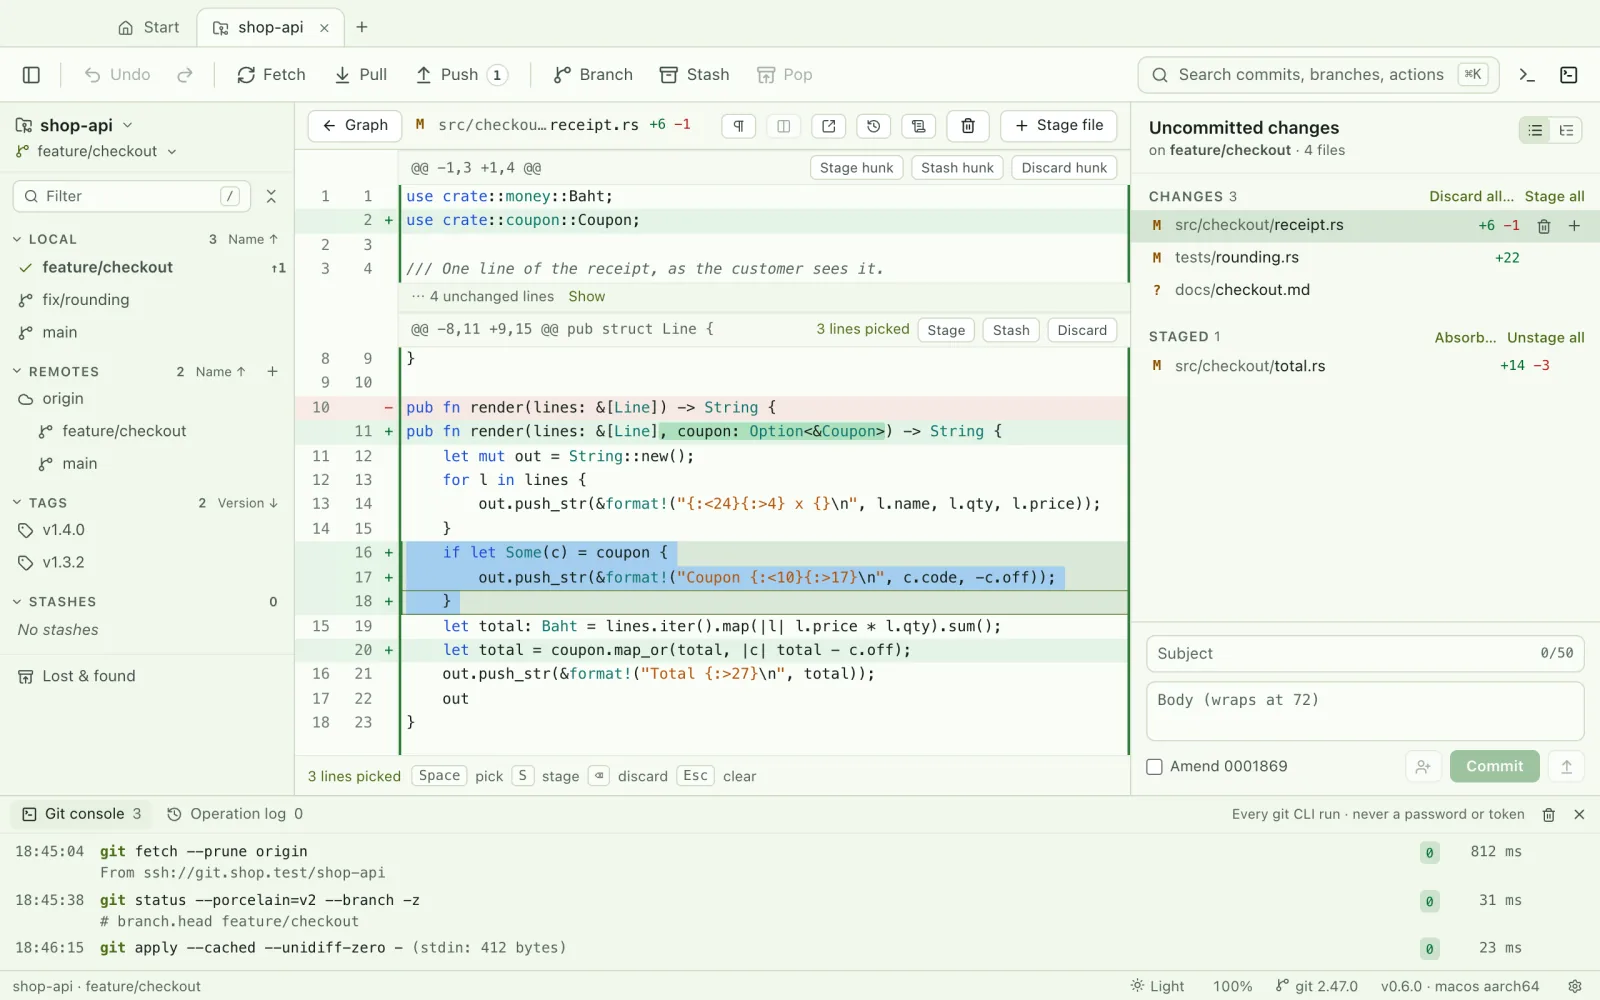 Start
shop-api
Undo
Fetch
Pull
Push 1
Branch
Stash
Pop
Search commits, branches, actions ⌘K
shop-api
feature/checkout
Filter /
LOCAL 3 Name ↑
feature/checkout ↑1
fix/rounding
main
REMOTES 2 Name ↑ +
origin
feature/checkout
main
TAGS 2 Version ↓
v1.4.0
v1.3.2
STASHES 0
No stashes
Lost & found
← Graph M src/checkou…receipt.rs +6 −1 + Stage file
@@ −1,3 +1,4 @@ Stage hunk Stash hunk Discard hunk
1 1 use crate::money::Baht;
2 + use crate::coupon::Coupon;
2 3
3 4 /// One line of the receipt, as the customer sees it.
··· 4 unchanged lines Show
@@ −8,11 +9,15 @@ pub struct Line { 3 lines picked Stage Stash Discard
8 9 }
9 10
10 − pub fn render(lines: &[Line]) -> String {
11 + pub fn render(lines: &[Line], coupon: Option<&Coupon>) -> String {
11 12 let mut out = String::new();
12 13 for l in lines {
13 14 out.push_str(&format!("{:<24}{:>4} x {}\n", l.name, l.qty, l.price));
14 15 }
16 + if let Some(c) = coupon {
17 + out.push_str(&format!("Coupon {:<10}{:>17}\n", c.code, -c.off));
18 + }
15 19 let total: Baht = lines.iter().map(|l| l.price * l.qty).sum();
20 + let total = coupon.map_or(total, |c| total - c.off);
16 21 out.push_str(&format!("Total {:>27}\n", total));
17 22 out
18 23 }
3 lines picked Space pick S stage ⌫ discard Esc clear
Uncommitted changes
on feature/checkout · 4 files
CHANGES 3 Discard all... Stage all
M src/checkout/receipt.rs +6 −1
M tests/rounding.rs +22
? docs/checkout.md
STAGED 1 Absorb... Unstage all
M src/checkout/total.rs +14 −3
Subject 0/50
Body (wraps at 72)
Amend 0001869 Commit
Git console 3 Operation log 0 Every git CLI run · never a password or token
18:45:04 git fetch --prune origin 0 812 ms
From ssh://git.shop.test/shop-api
18:45:38 git status --porcelain=v2 --branch -z 0 31 ms
# branch.head feature/checkout
18:46:15 git apply --cached --unidiff-zero - (stdin: 412 bytes) 0 23 ms
shop-api · feature/checkout Light 100% git 2.47.0 v0.6.0 · macos aarch64